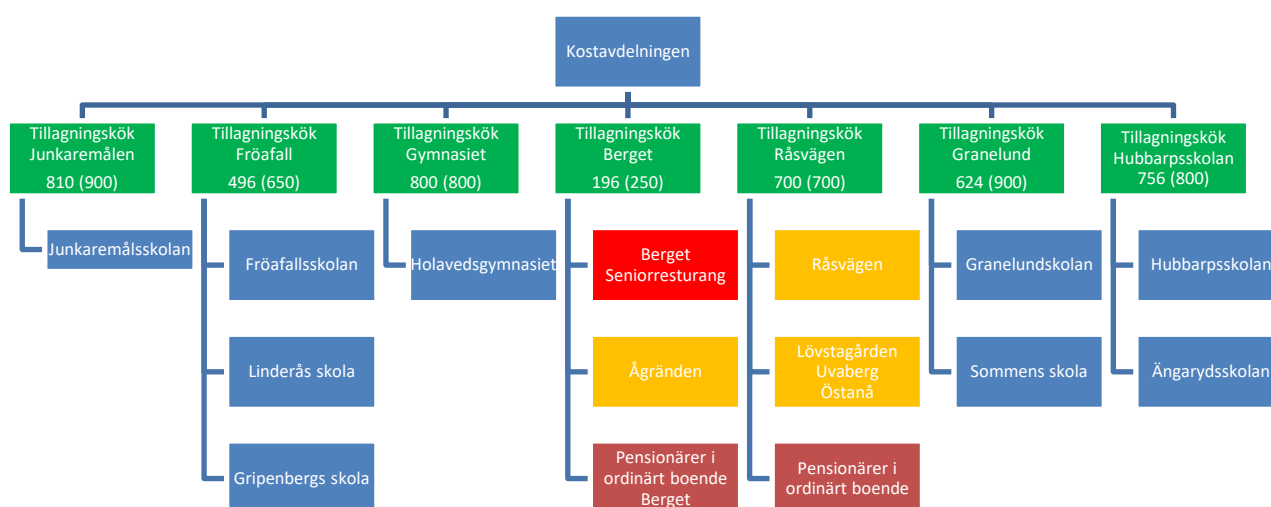 Kostavdelningen
Tillagningskök
Junkaremålen
810 (900)
Tillagningskök
Fröafall
496 (650)
Tillagningskök
Gymnasiet
800 (800)
Tillagningskök
Berget
196 (250)
Tillagningskök
Råsvägen
700 (700)
Tillagningskök
Granelund
624 (900)
Tillagningskök
Hubbarpsskolan
756 (800)
Junkaremålsskolan
Fröafallsskolan
Linderås skola
Gripenbergs skola
Holavedsgymnasiet
Berget
Seniorresturang
Ågränden
Pensionärer i
ordinärt boende
Berget
Råsvägen
Lövstagården
Uvaberg
Östanå
Pensionärer i
ordinärt boende
Granelundskolan
Sommens skola
Hubbarpsskolan
Ängarydsskolan